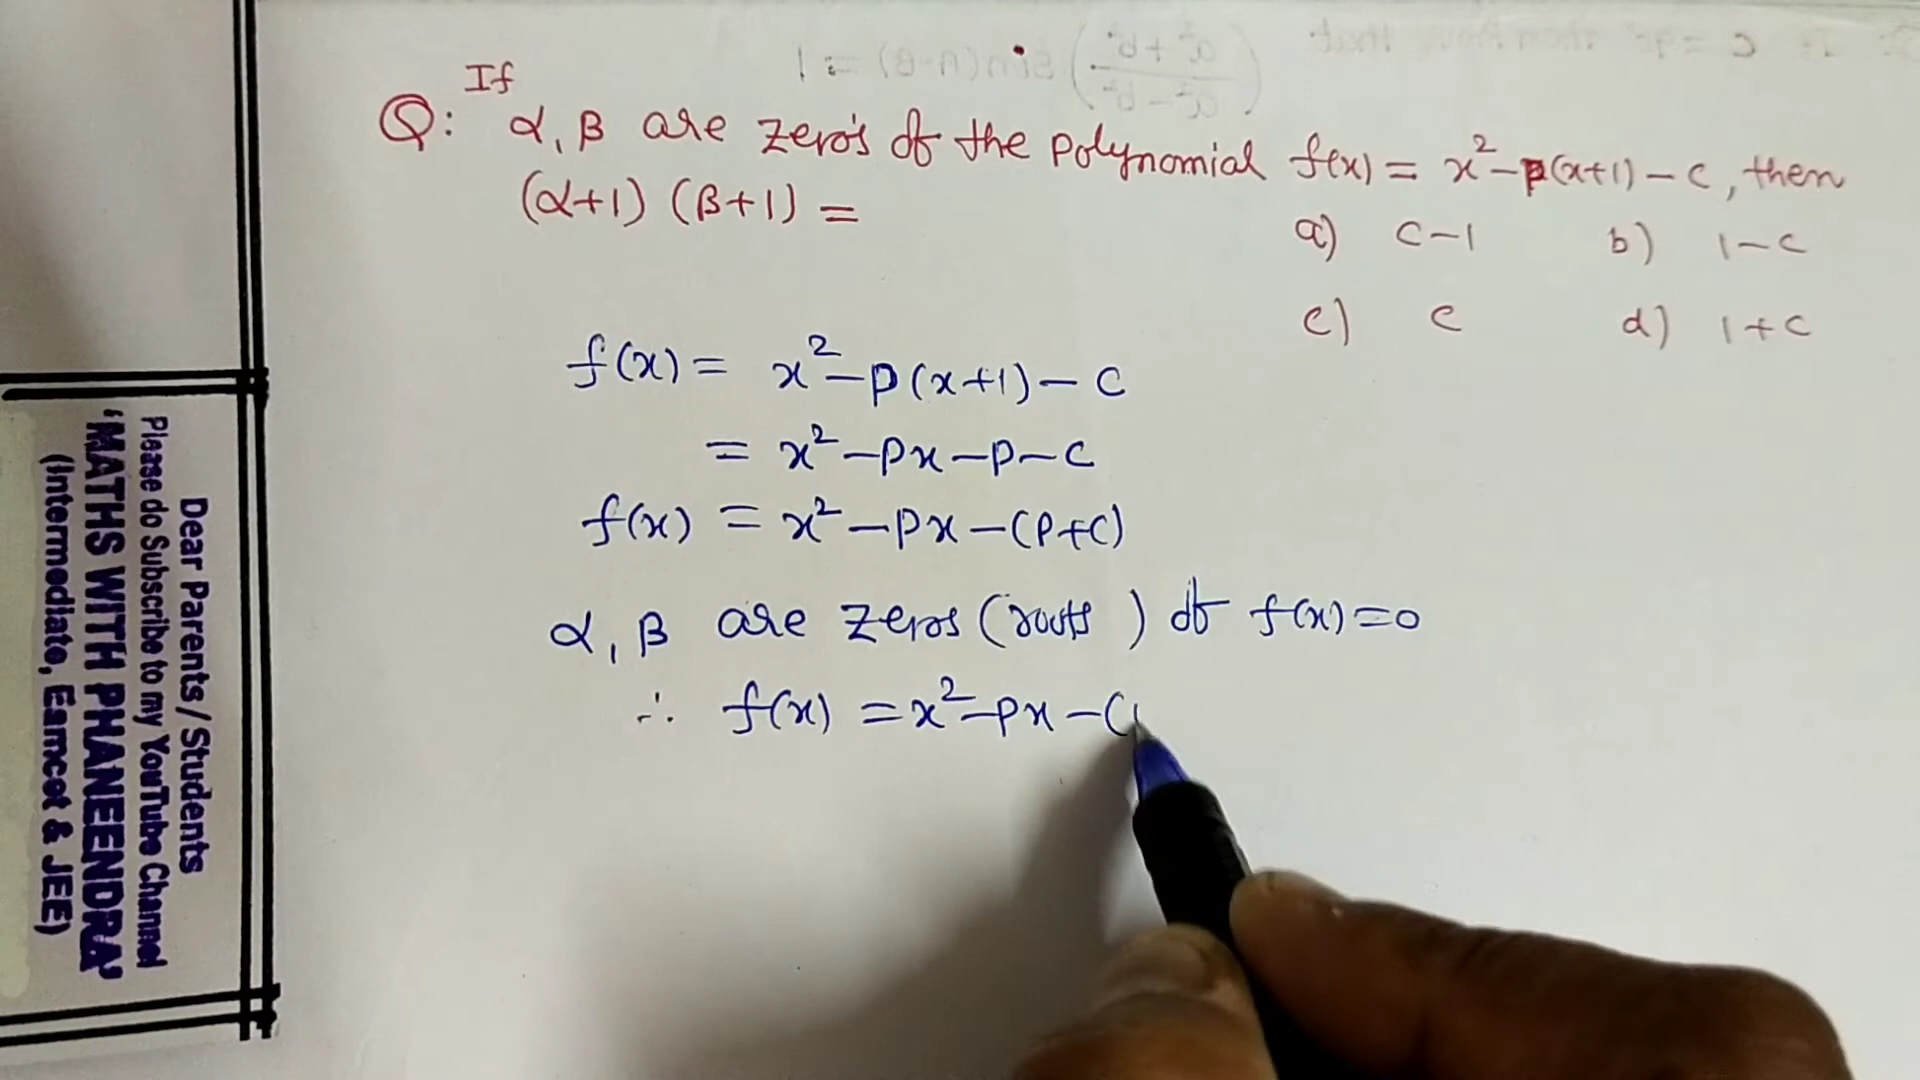 If
Q: α, β are zero's of the polynomial f(x) = x² - p(x+1) - c, then
(α+1) (β+1) =
a) c-1 b) 1-c
c) c d) 1+c
f(x) = x² - p(x+1) - c
= x² - px - p - c
f(x) = x² - px - (p+c)
α, β are zeros (roots) of f(x) = 0
∴ f(x) = x² - px - (
Dear Parents/Students
Please do Subscribe to my YouTube Channel
'MATHS WITH PHANEENDRA'
(Intermediate, Eamcet & JEE)